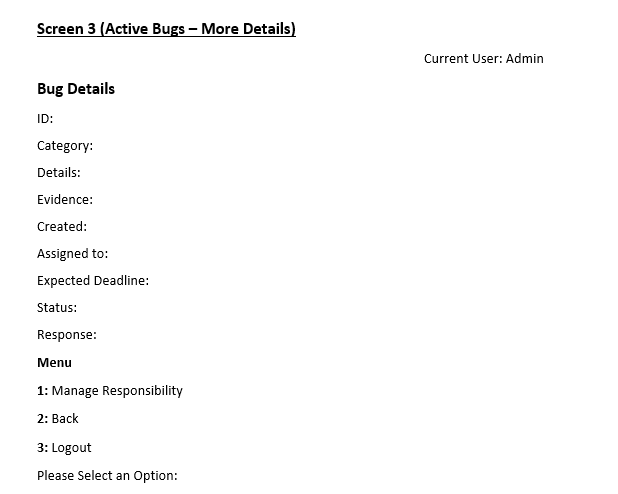 Screen 3 (Active Bugs – More Details)
Current User: Admin
Bug Details
ID:
Category:
Details:
Evidence:
Created:
Assigned to:
Expected Deadline:
Status:
Response:
Menu
1: Manage Responsibility
2: Back
3: Logout
Please Select an Option: